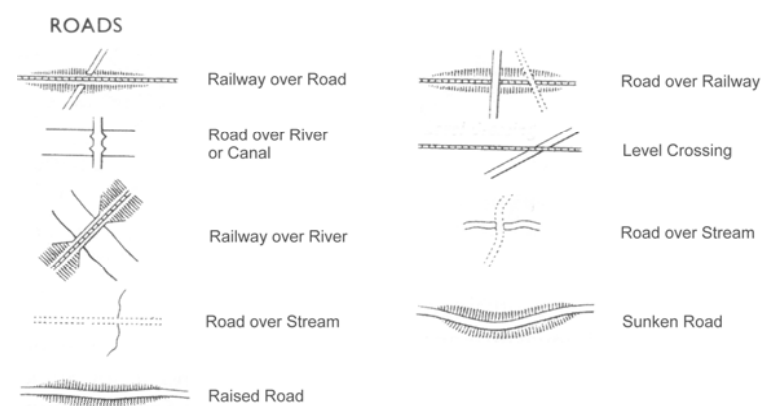 ROADS
Railway over Road
Road over Railway
Road over River
or Canal
Level Crossing
Railway over River
Road over Stream
Road over Stream
Sunken Road
Raised Road